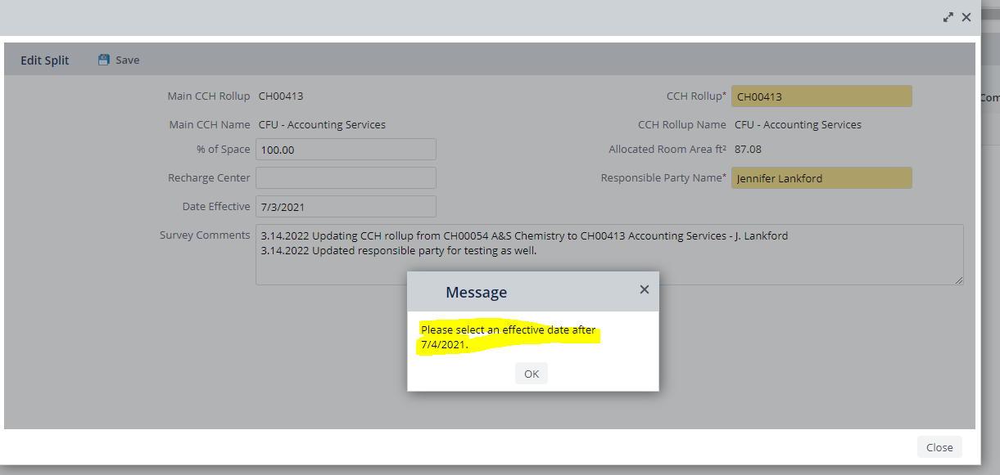 Edit Split Save
Main CCH Rollup CH00413 CCH Rollup* CH00413
Main CCH Name CFU - Accounting Services CCH Rollup Name CFU - Accounting Services
% of Space 100.00 Allocated Room Area ft² 87.08
Recharge Center Responsible Party Name* Jennifer Lankford
Date Effective 7/3/2021
Survey Comments 3.14.2022 Updating CCH rollup from CH00054 A&S Chemistry to CH00413 Accounting Services - J. Lankford
3.14.2022 Updated responsible party for testing as well.
Message
Please select an effective date after
7/4/2021.
OK
Close
Com